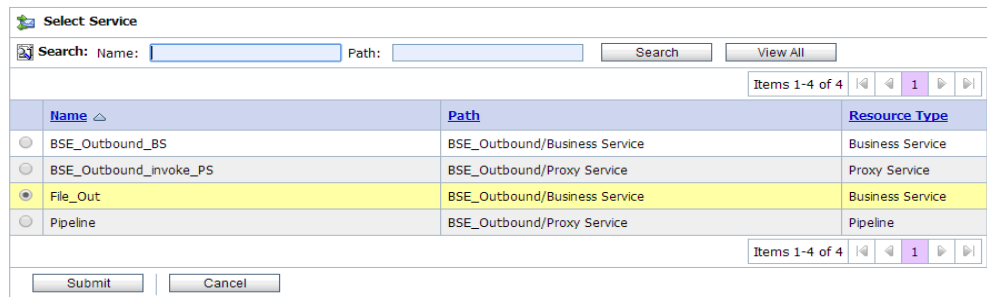 Select Service
Search: Name: Path: Search View All
Items 1-4 of 4 1
Name Path Resource Type
BSE_Outbound_BS BSE_Outbound/Business Service Business Service
BSE_Outbound_invoke_PS BSE_Outbound/Proxy Service Proxy Service
File_Out BSE_Outbound/Business Service Business Service
Pipeline BSE_Outbound/Proxy Service Pipeline
Items 1-4 of 4 1
Submit Cancel